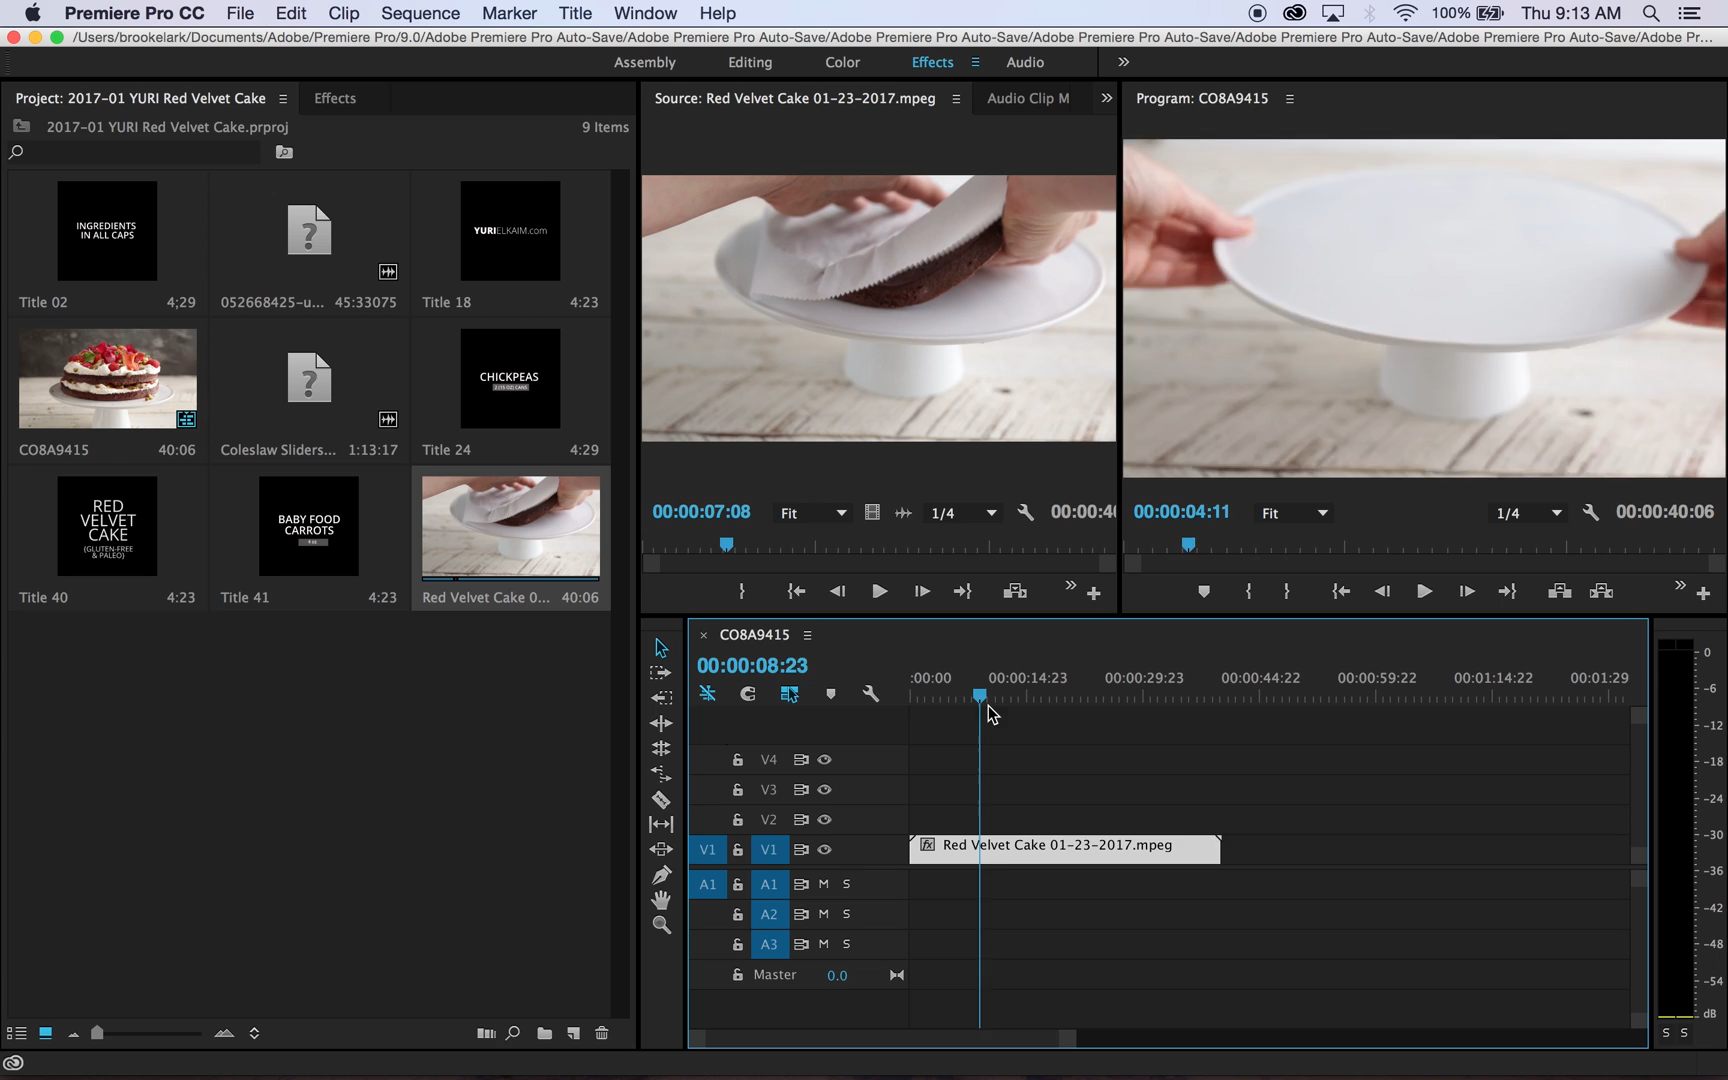 Premiere Pro CC File Edit Clip Sequence Marker Title Window Help 100% Thu 9:13 AM
/Users/brookelark/Documents/Adobe/Premiere Pro/9.0/Adobe Premiere Pro Auto-Save/Adobe Premiere Pro Auto-Save/Adobe Premiere Pro Auto-Save/Adobe Premiere Pro Auto-Save/Adobe Premiere Pro Auto-Save/Adobe Premiere Pro Auto-Save/Adobe Pr...
Assembly Editing Color Effects Audio
Project: 2017-01 YURI Red Velvet Cake Effects
2017-01 YURI Red Velvet Cake.prproj 9 Items
INGREDIENTS
IN ALL CAPS
YURIELKAIM.com
Title 02 4;29 052668425-u... 45:33075 Title 18 4:23
CHICKPEAS
2 (15 OZ) CANS
CO8A9415 40:06 Coleslaw Sliders... 1:13:17 Title 24 4:29
RED
VELVET
CAKE
(GLUTEN-FREE
& PALEO)
BABY FOOD
CARROTS
Title 40 4:23 Title 41 4:23 Red Velvet Cake 0... 40:06
Source: Red Velvet Cake 01-23-2017.mpeg Audio Clip M
00:00:07:08 Fit 1/4 00:00:40
Program: CO8A9415
00:00:04:11 Fit 1/4 00:00:40:06
CO8A9415
00:00:08:23
:00:00 00:00:14:23 00:00:29:23 00:00:44:22 00:00:59:22 00:01:14:22 00:01:29
V4
V3
V2
V1 V1 fx Red Velvet Cake 01-23-2017.mpeg
A1 A1 M S
A2 M S
A3 M S
Master 0.0
0
-6
-12
-18
-24
-30
-36
-42
-48
-54
dB
S S